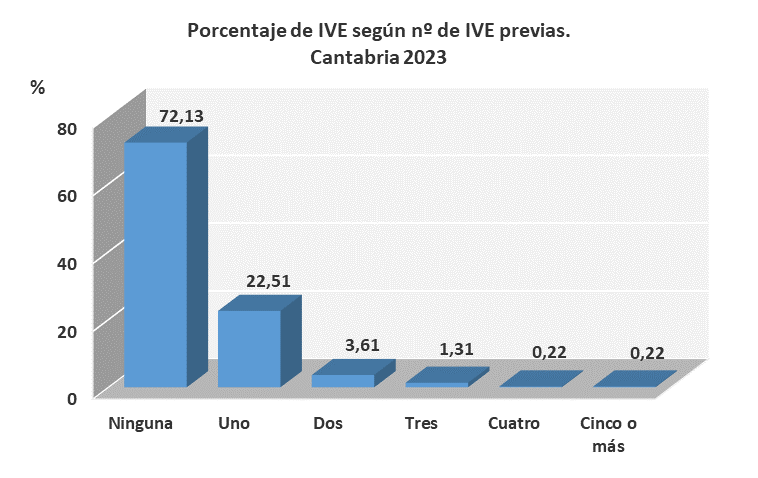 Porcentaje de IVE según nº de IVE previas.
Cantabria 2023
%
80
60
40
20
0
72,13
22,51
3,61
1,31
0,22
0,22
Ninguna
Uno
Dos
Tres
Cuatro
Cinco o
más